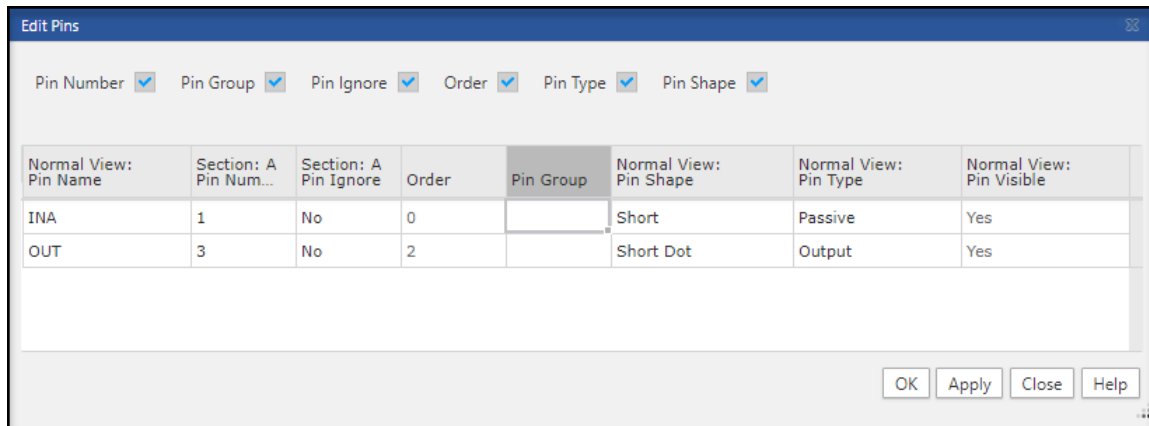 Edit Pins
Pin Number Pin Group Pin Ignore Order Pin Type Pin Shape
Normal View: Section: A Section: A Normal View: Normal View: Normal View:
Pin Name Pin Num... Pin Ignore Order Pin Group Pin Shape Pin Type Pin Visible
INA 1 No 0 Short Passive Yes
OUT 3 No 2 Short Dot Output Yes
OK Apply Close Help